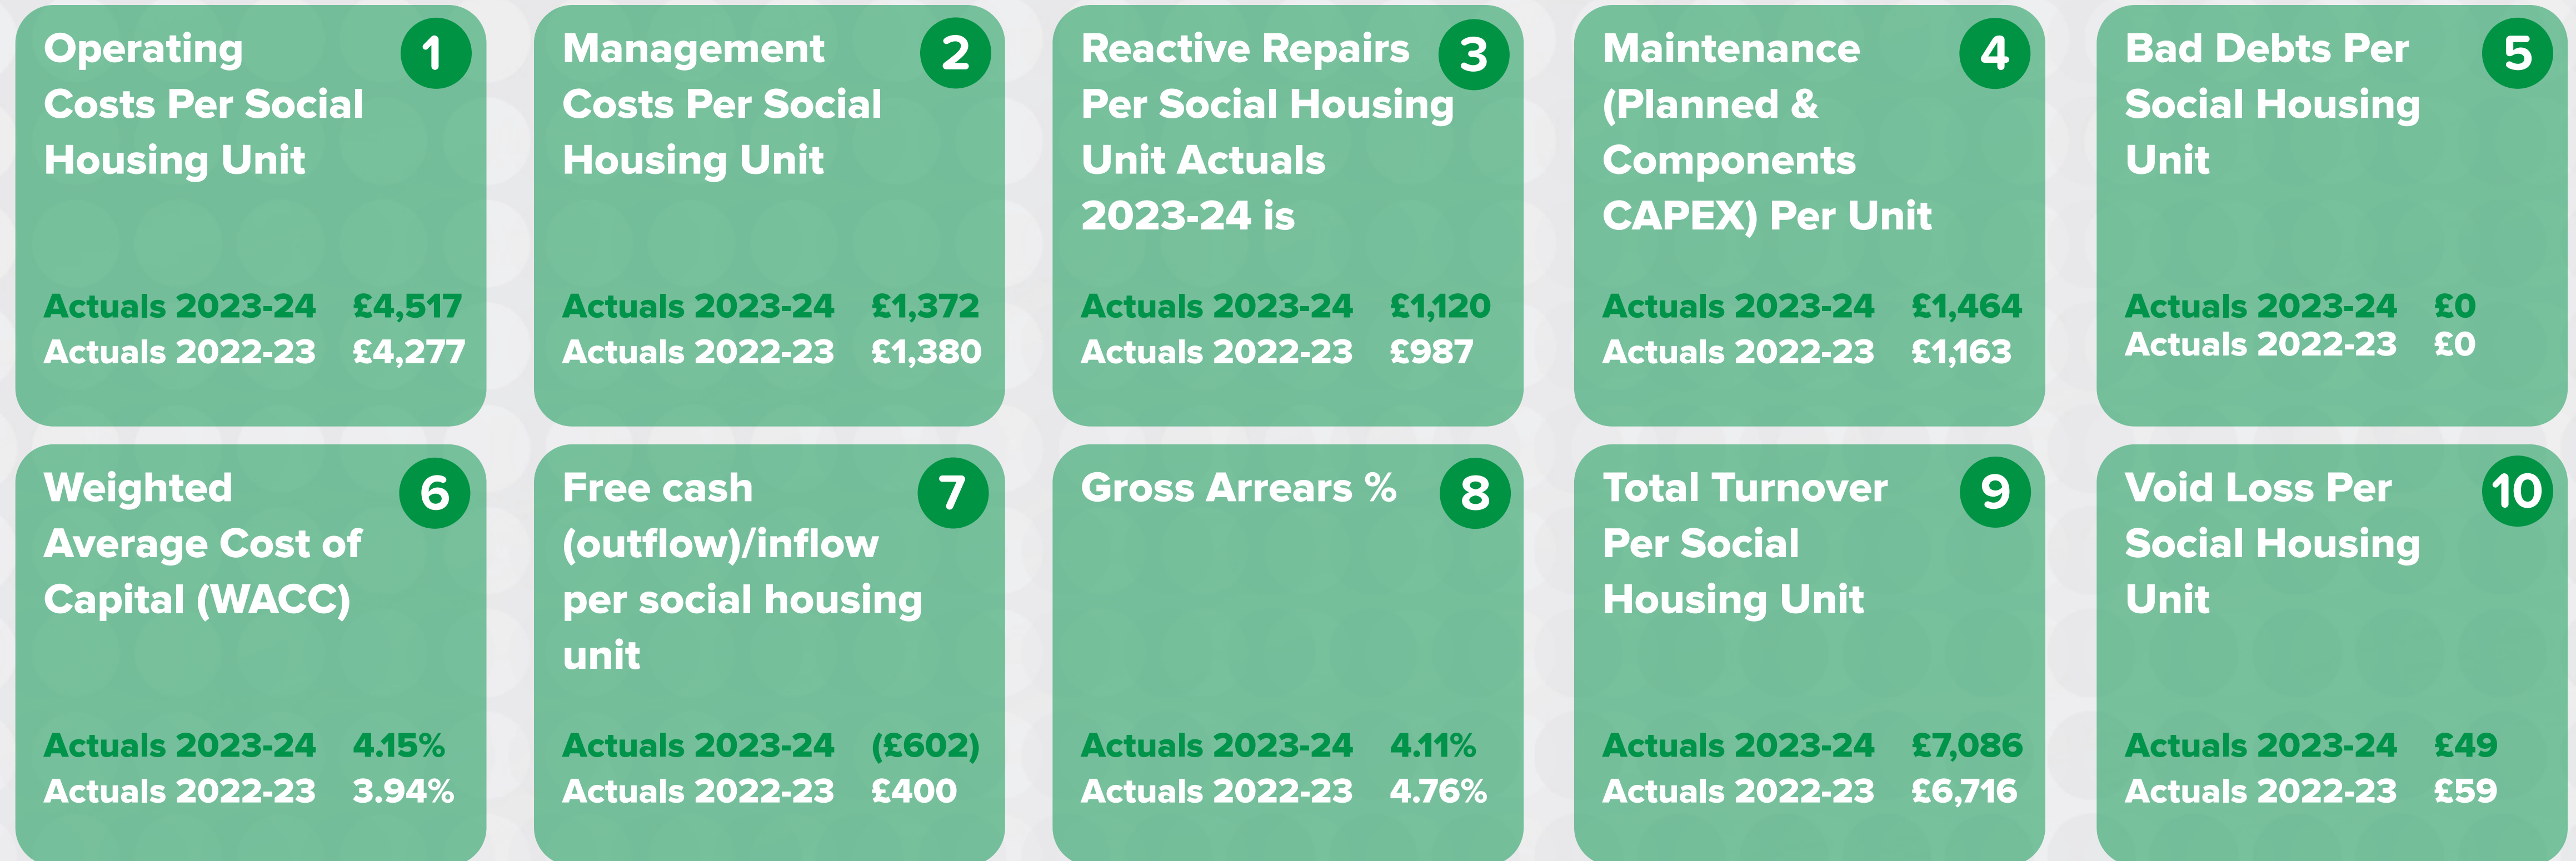 Operating
Costs Per Social
Housing Unit
1
Actuals 2023-24 £4,517
Actuals 2022-23 £4,277
Management
Costs Per Social
Housing Unit
2
Actuals 2023-24 £1,372
Actuals 2022-23 £1,380
Reactive Repairs
Per Social Housing
Unit Actuals
2023-24 is
3
Actuals 2023-24 £1,120
Actuals 2022-23 £987
Maintenance
(Planned &
Components
CAPEX) Per Unit
4
Actuals 2023-24 £1,464
Actuals 2022-23 £1,163
Bad Debts Per
Social Housing
Unit
5
Actuals 2023-24 £0
Actuals 2022-23 £0
Weighted
Average Cost of
Capital (WACC)
6
Actuals 2023-24 4.15%
Actuals 2022-23 3.94%
Free cash
(outflow)/inflow
per social housing
unit
7
Actuals 2023-24 (£602)
Actuals 2022-23 £400
Gross Arrears %
8
Actuals 2023-24 4.11%
Actuals 2022-23 4.76%
Total Turnover
Per Social
Housing Unit
9
Actuals 2023-24 £7,086
Actuals 2022-23 £6,716
Void Loss Per
Social Housing
Unit
10
Actuals 2023-24 £49
Actuals 2022-23 £59